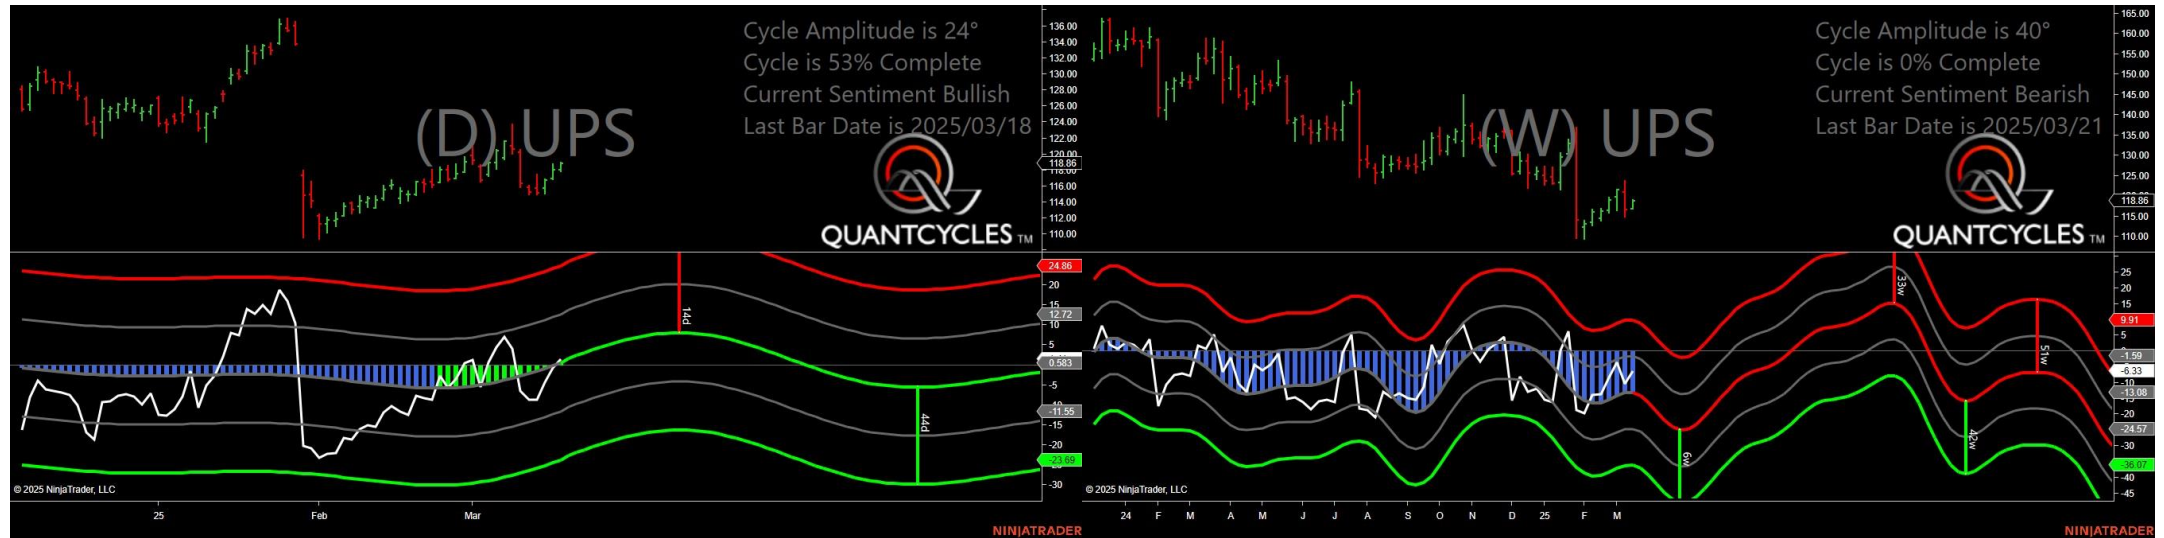 Cycle Amplitude is 24°
Cycle is 53% Complete
Current Sentiment Bullish
Last Bar Date is 2025/03/18
(D) UPS
QUANTCYCLES TM
136.00
134.00
132.00
130.00
128.00
126.00
124.00
122.00
120.00
118.86
118.00
116.00
114.00
112.00
110.00
24.86
20
15
12.72
10
5
0.583
-5
-11.55
-15
-20
-23.69
-30
14d
44d
© 2025 NinjaTrader, LLC
25 Feb Mar
NINJATRADER
Cycle Amplitude is 40°
Cycle is 0% Complete
Current Sentiment Bearish
Last Bar Date is 2025/03/21
(W) UPS
QUANTCYCLES TM
165.00
160.00
155.00
150.00
145.00
140.00
135.00
130.00
125.00
118.86
115.00
110.00
25
20
15
9.91
5
-1.59
-6.33
-10
-13.08
-20
-24.57
-30
-36.07
-40
-45
33w
51w
6w
42w
© 2025 NinjaTrader, LLC
24 F M A M J J A S O N D 25 F M
NINJATRADER